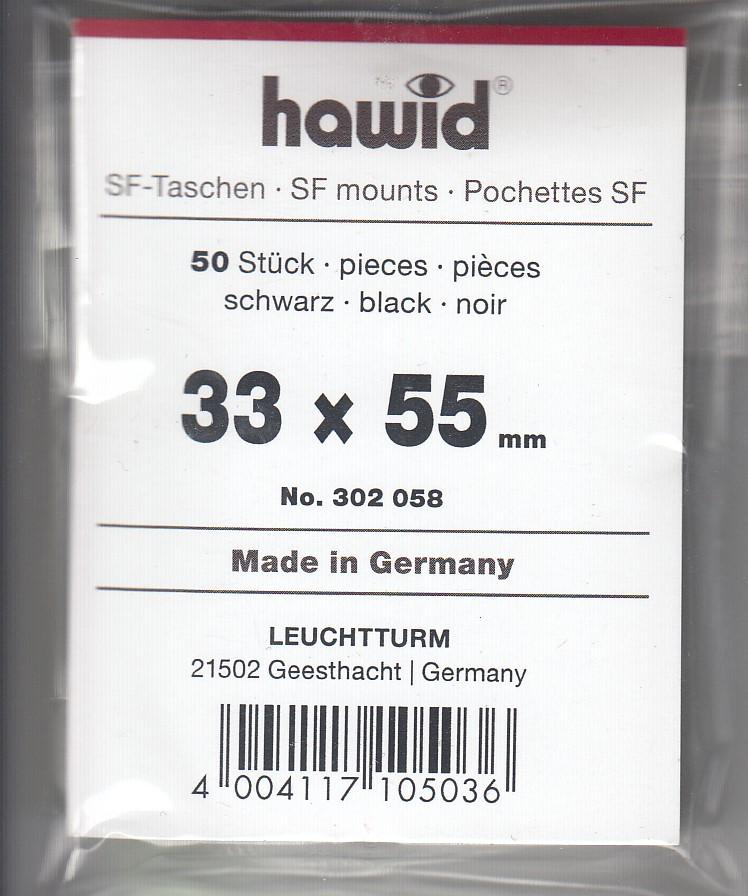 hawid®
SF-Taschen · SF mounts · Pochettes SF
50 Stück · pieces · pièces
schwarz · black · noir
33 x 55 mm
No. 302 058
Made in Germany
LEUCHTTURM
21502 Geesthacht | Germany
4 004117 105036